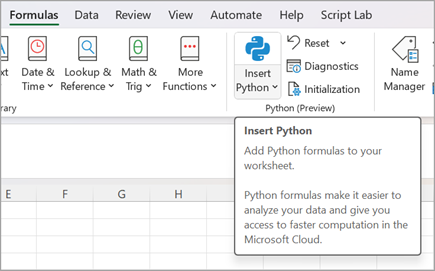 Formulas Data Review View Automate Help Script Lab
Date & Time Lookup & Reference Math & Trig More Functions Insert Python Reset Diagnostics Initialization Name Manager
Python (Preview)
Insert Python
Add Python formulas to your
worksheet.
Python formulas make it easier to
analyze your data and give you
access to faster computation in the
Microsoft Cloud.
E F G H